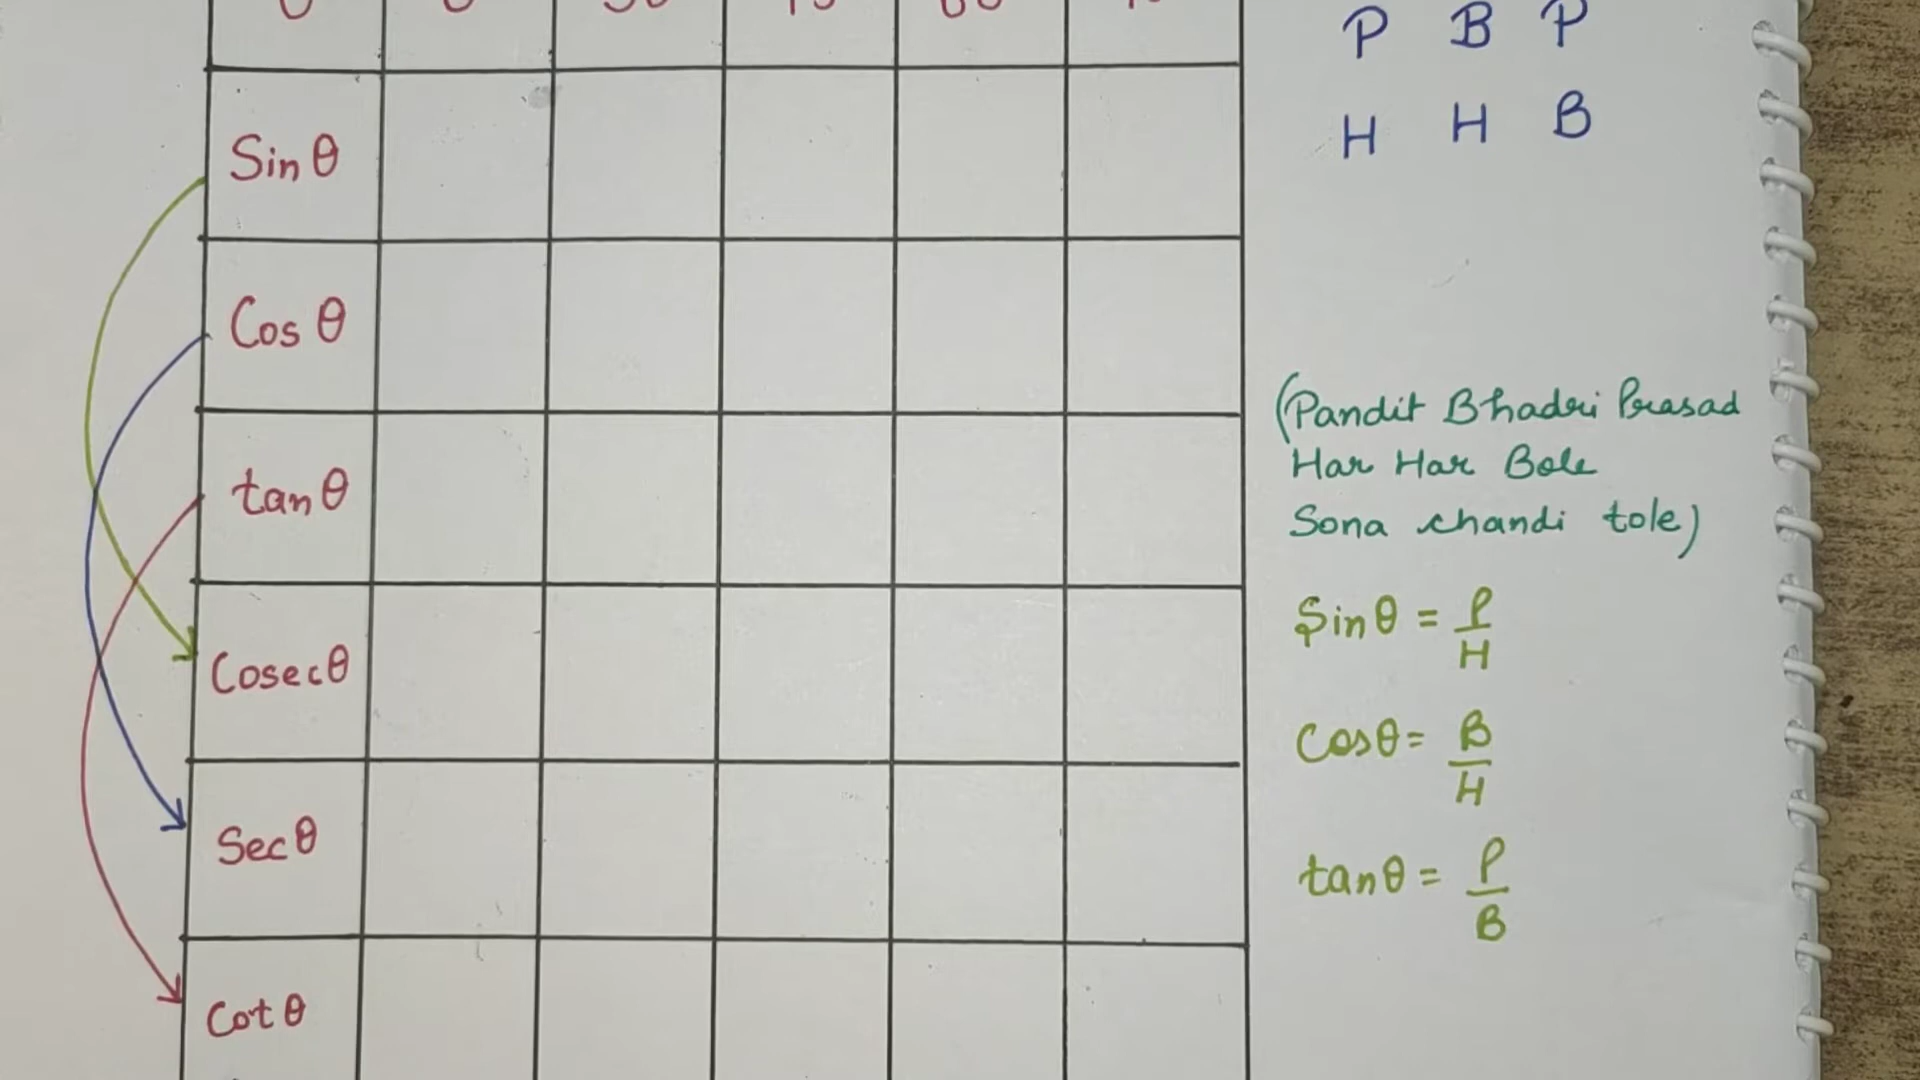 P B P
H H B
Sin θ
Cos θ
tan θ
Cosec θ
Sec θ
Cot θ
(Pandit Bhadri Prasad
Har Har Bole
Sona chandi tole)
Sin θ = P/H
Cos θ = B/H
tan θ = P/B